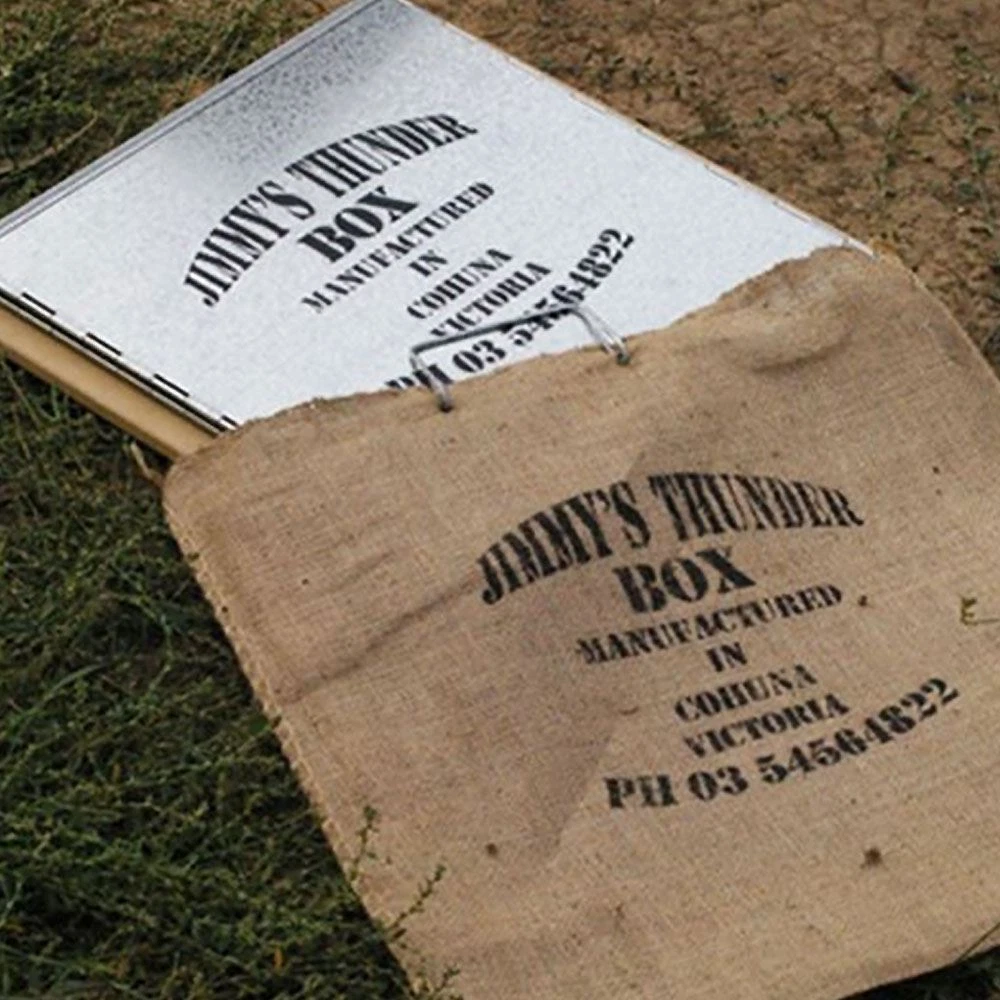 JIMMY'S THUNDER
BOX
MANUFACTURED
IN
COHUNA
VICTORIA
PH 03 54564822
JIMMY'S THUNDER
BOX
MANUFACTURED
IN
COHUNA
VICTORIA
PH 03 54564822